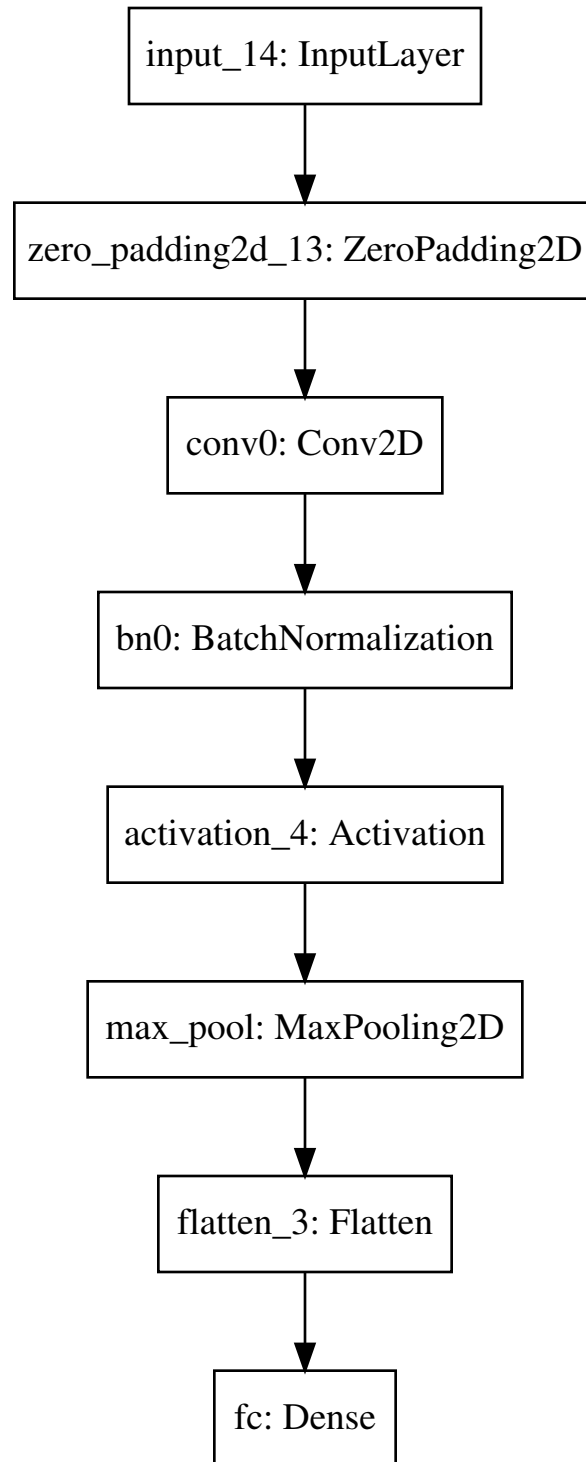 input_14: InputLayer
zero_padding2d_13: ZeroPadding2D
conv0: Conv2D
bn0: BatchNormalization
activation_4: Activation
max_pool: MaxPooling2D
flatten_3: Flatten
fc: Dense